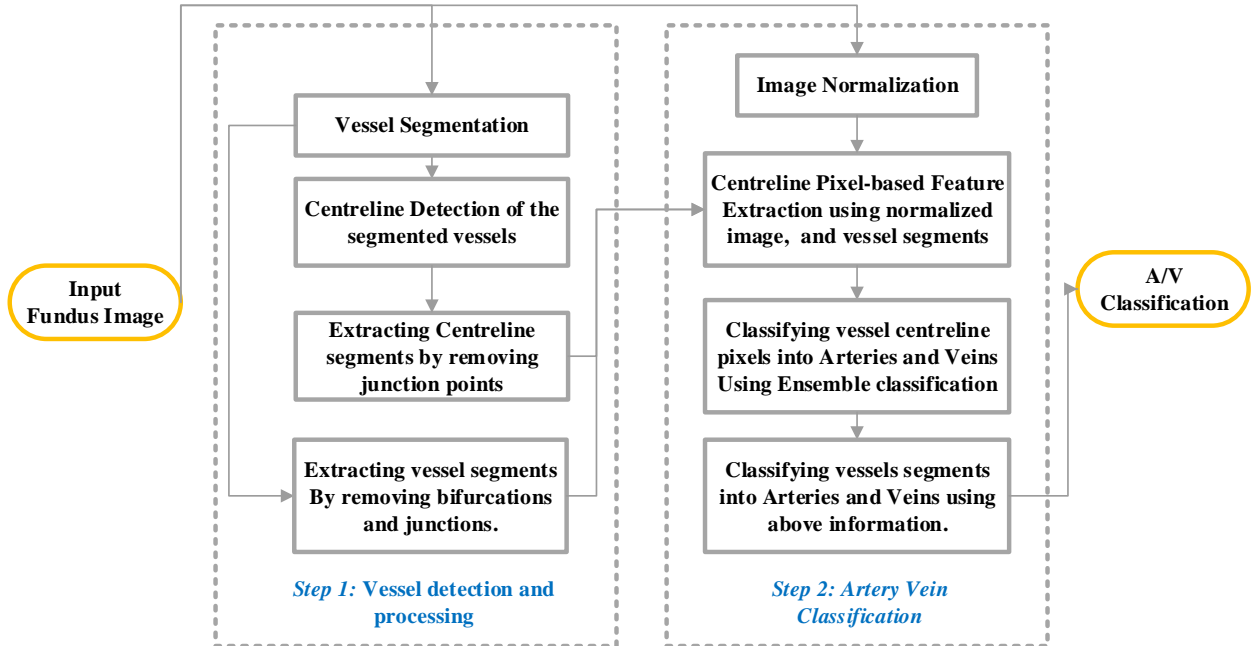 Input
Fundus Image
Vessel Segmentation
Centreline Detection of the
segmented vessels
Extracting Centreline
segments by removing
junction points
Extracting vessel segments
By removing bifurcations
and junctions.
Step 1: Vessel detection and
processing
Image Normalization
Centreline Pixel-based Feature
Extraction using normalized
image,  and vessel segments
Classifying vessel centreline
pixels into Arteries and Veins
Using Ensemble classification
Classifying vessels segments
into Arteries and Veins using
above information.
Step 2: Artery Vein
Classification
A/V
Classification